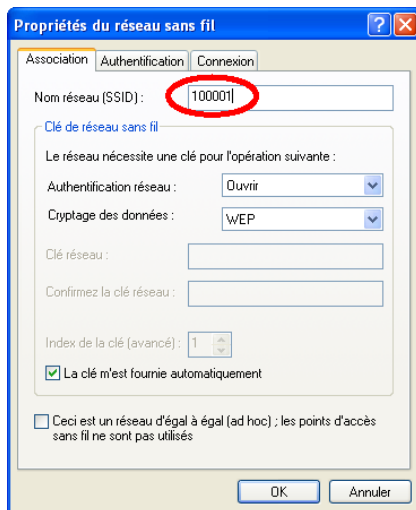 Propriétés du réseau sans fil
Association Authentification Connexion
Nom réseau (SSID) : 100001
Clé de réseau sans fil
Le réseau nécessite une clé pour l'opération suivante :
Authentification réseau : Ouvrir
Cryptage des données : WEP
Clé réseau :
Confirmez la clé réseau :
Index de la clé (avancé) : 1
La clé m'est fournie automatiquement
Ceci est un réseau d'égal à égal (ad hoc) ; les points d'accès
sans fil ne sont pas utilisés
OK Annuler